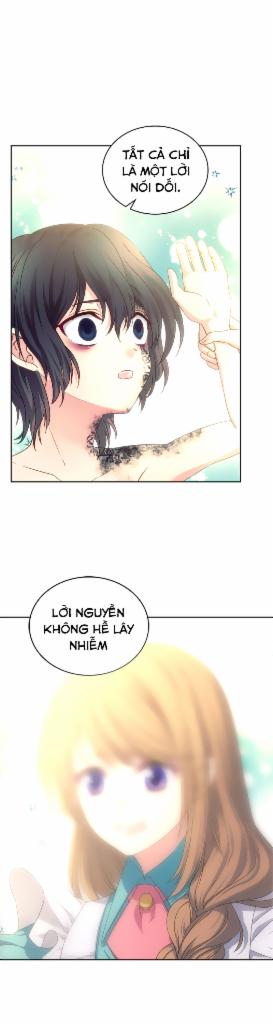 TẤT CẢ CHỈ
LÀ MỘT LỜI
NÓI DỐI.
LỜI NGUYỀN
KHÔNG HỀ LÂY
NHIỄM